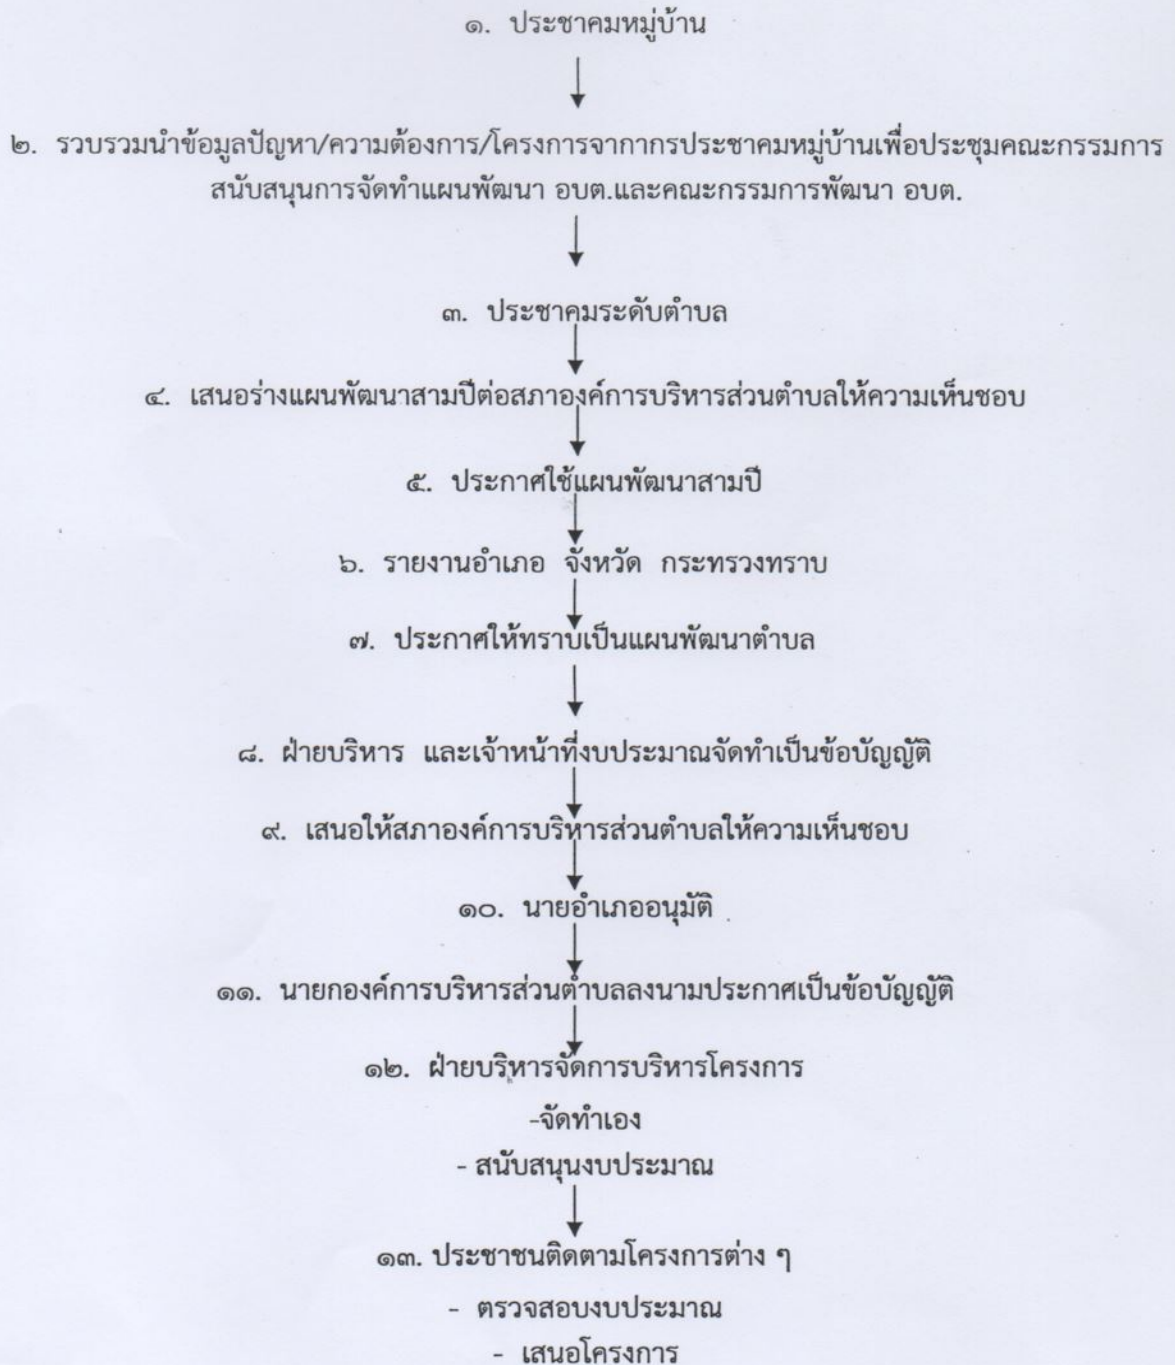 ๑. ประชาคมหมู่บ้าน
๒. รวบรวมนำข้อมูลปัญหา/ความต้องการ/โครงการจากการประชาคมหมู่บ้านเพื่อประชุมคณะกรรมการ
สนับสนุนการจัดทำแผนพัฒนา อบต.และคณะกรรมการพัฒนา อบต.
๓. ประชาคมระดับตำบล
๔. เสนอร่างแผนพัฒนาสามปีต่อสภาองค์การบริหารส่วนตำบลให้ความเห็นชอบ
๕. ประกาศใช้แผนพัฒนาสามปี
๖. รายงานอำเภอ จังหวัด กระทรวงทราบ
๗. ประกาศให้ทราบเป็นแผนพัฒนาตำบล
๘. ฝ่ายบริหาร และเจ้าหน้าที่งบประมาณจัดทำเป็นข้อบัญญัติ
๙. เสนอให้สภาองค์การบริหารส่วนตำบลให้ความเห็นชอบ
๑๐. นายอำเภออนุมัติ
๑๑. นายกองค์การบริหารส่วนตำบลลงนามประกาศเป็นข้อบัญญัติ
๑๒. ฝ่ายบริหารจัดการบริหารโครงการ
-จัดทำเอง
- สนับสนุนงบประมาณ
๑๓. ประชาชนติดตามโครงการต่าง ๆ
- ตรวจสอบงบประมาณ
- เสนอโครงการ